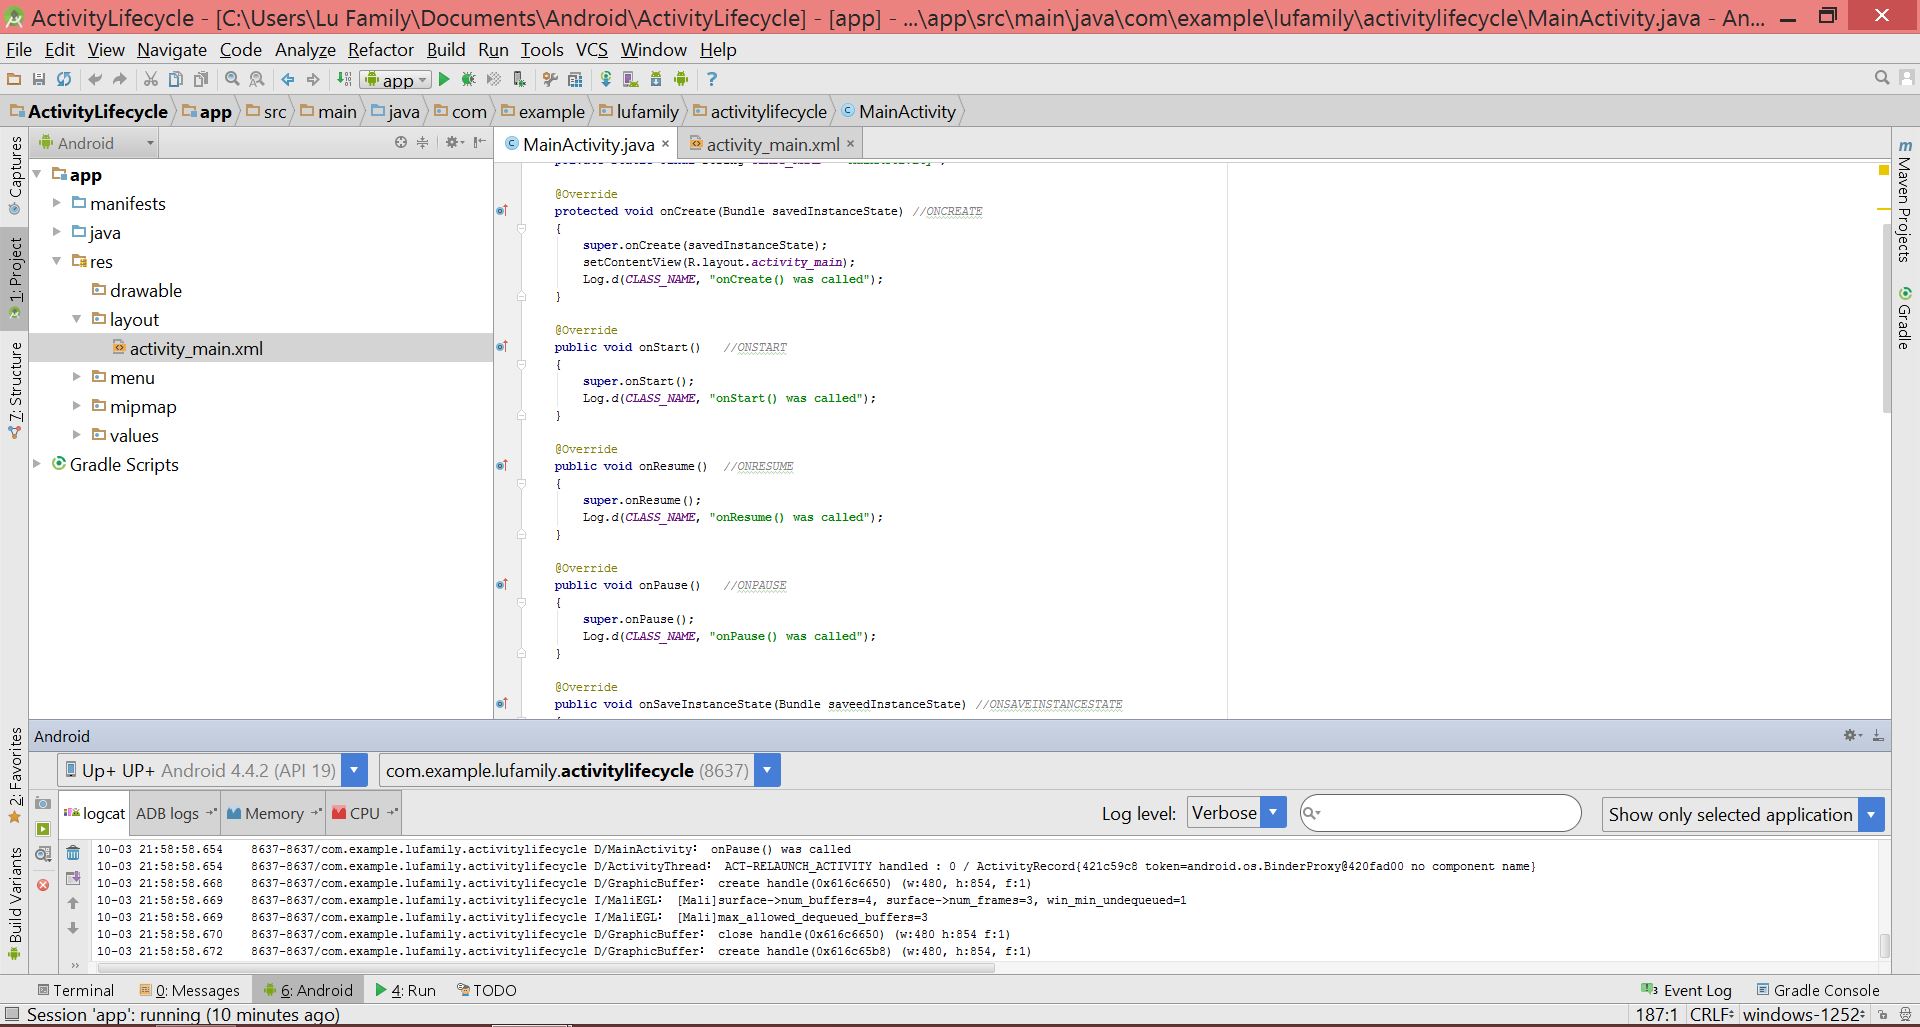 ActivityLifecycle - [C:\Users\Lu Family\Documents\Android\ActivityLifecycle] - [app] - ...\app\src\main\java\com\example\lufamily\activitylifecycle\MainActivity.java - An...
File Edit View Navigate Code Analyze Refactor Build Run Tools VCS Window Help
app
ActivityLifecycle app src main java com example lufamily activitylifecycle MainActivity
Android
MainActivity.java activity_main.xml
Captures
1: Project
7: Structure
2: Favorites
Build Variants
app
manifests
java
res
drawable
layout
activity_main.xml
menu
mipmap
values
Gradle Scripts
@Override
protected void onCreate(Bundle savedInstanceState) //ONCREATE
{
super.onCreate(savedInstanceState);
setContentView(R.layout.activity_main);
Log.d(CLASS_NAME, "onCreate() was called");
}
@Override
public void onStart() //ONSTART
{
super.onStart();
Log.d(CLASS_NAME, "onStart() was called");
}
@Override
public void onResume() //ONRESUME
{
super.onResume();
Log.d(CLASS_NAME, "onResume() was called");
}
@Override
public void onPause() //ONPAUSE
{
super.onPause();
Log.d(CLASS_NAME, "onPause() was called");
}
@Override
public void onSaveInstanceState(Bundle saveedInstanceState) //ONSAVEINSTANCESTATE
m Maven Projects
Gradle
Android
Up+ UP+ Android 4.4.2 (API 19) com.example.lufamily.activitylifecycle (8637)
logcat ADB logs Memory CPU Log level: Verbose Show only selected application
10-03 21:58:58.654 8637-8637/com.example.lufamily.activitylifecycle D/MainActivity: onPause() was called
10-03 21:58:58.654 8637-8637/com.example.lufamily.activitylifecycle D/ActivityThread: ACT-RELAUNCH_ACTIVITY handled : 0 / ActivityRecord{421c59c8 token=android.os.BinderProxy@420fad00 no component name}
10-03 21:58:58.668 8637-8637/com.example.lufamily.activitylifecycle D/GraphicBuffer: create handle(0x616c6650) (w:480, h:854, f:1)
10-03 21:58:58.669 8637-8637/com.example.lufamily.activitylifecycle I/MaliEGL: [Mali]surface->num_buffers=4, surface->num_frames=3, win_min_undequeued=1
10-03 21:58:58.669 8637-8637/com.example.lufamily.activitylifecycle I/MaliEGL: [Mali]max_allowed_dequeued_buffers=3
10-03 21:58:58.670 8637-8637/com.example.lufamily.activitylifecycle D/GraphicBuffer: close handle(0x616c6650) (w:480 h:854 f:1)
10-03 21:58:58.672 8637-8637/com.example.lufamily.activitylifecycle D/GraphicBuffer: create handle(0x616c65b8) (w:480, h:854, f:1)
Terminal 0: Messages 6: Android 4: Run TODO Event Log Gradle Console
Session 'app': running (10 minutes ago) 187:1 CRLF windows-1252